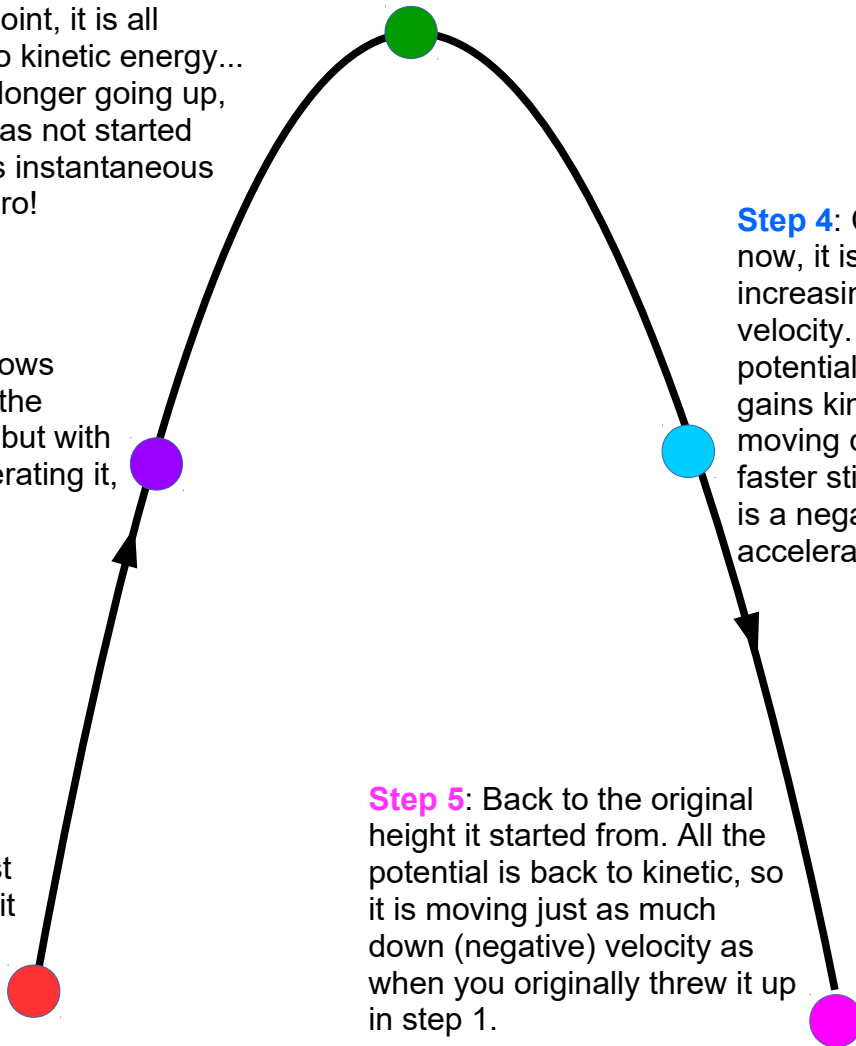 oint, it is all
o kinetic energy...
longer going up,
as not started
s instantaneous
ro!
Step 4:
now, it is
increasin
velocity.
potential
gains kin
moving
faster sti
is a nega
accelera
ows
the
but with
erating it,
st
it
Step 5: Back to the original
height it started from. All the
potential is back to kinetic, so
it is moving just as much
down (negative) velocity as
when you originally threw it up
in step 1.